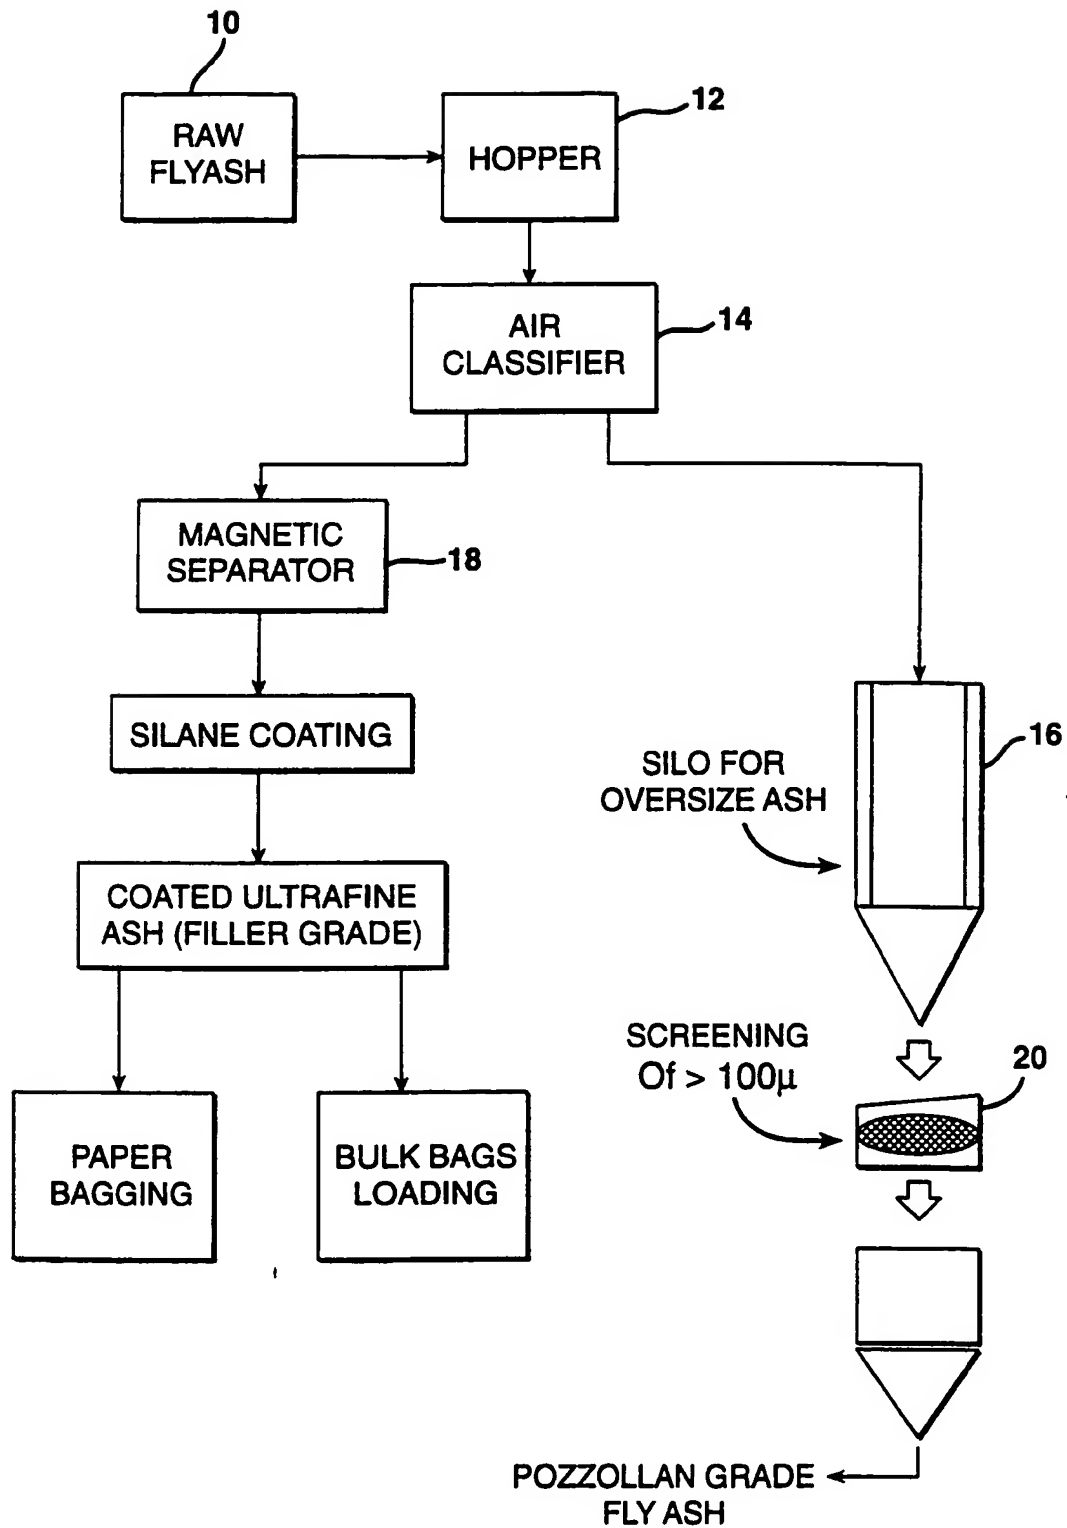 10
RAW
FLYASH
12
HOPPER
14
AIR
CLASSIFIER
MAGNETIC
SEPARATOR
18
SILANE COATING
16
SILO FOR
OVERSIZE ASH
COATED ULTRAFINE
ASH (FILLER GRADE)
SCREENING
Of > 100μ
20
PAPER
BAGGING
BULK BAGS
LOADING
POZZOLLAN GRADE
FLY ASH